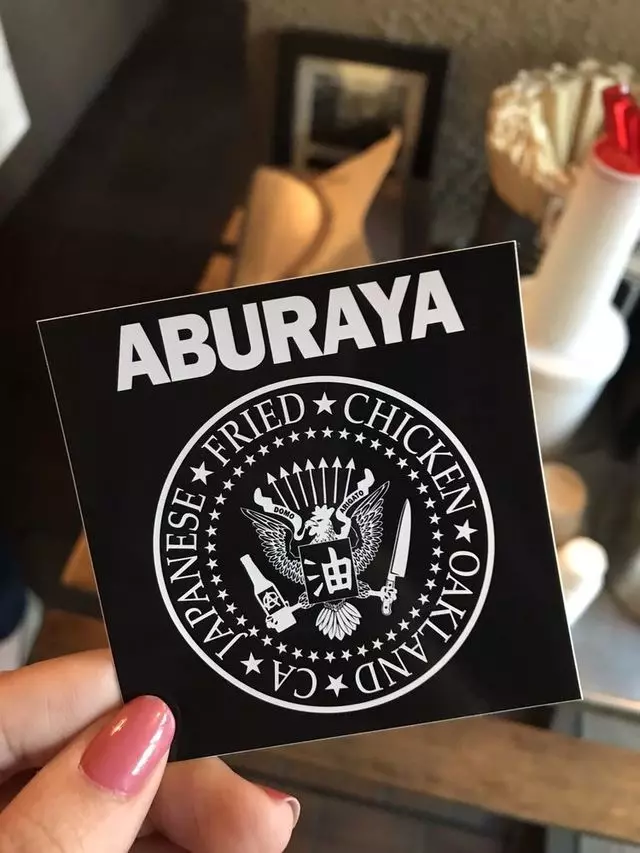 ABURAYA
JAPANESE ★ FRIED ★ CHICKEN ★ OAKLAND ★ CA ★
DOMO
ARIGATO
油